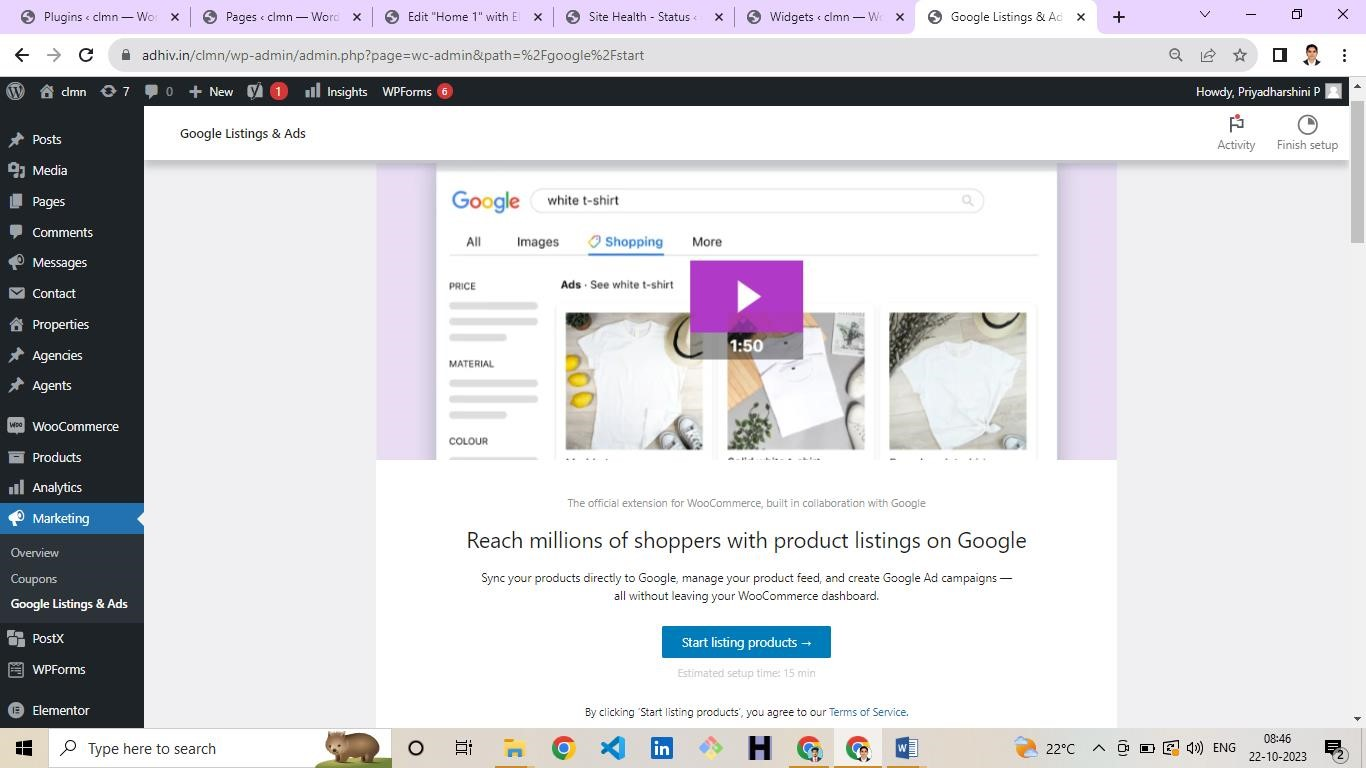 Plugins ‹ clmn — Wor
Pages ‹ clmn — Word
Edit "Home 1" with El
Site Health - Status ‹
Widgets ‹ clmn — Wo
Google Listings & Ad
adhiv.in/clmn/wp-admin/admin.php?page=wc-admin&path=%2Fgoogle%2Fstart
clmn
7
0
New
1
Insights
WPForms
6
Howdy, Priyadharshini P
Google Listings & Ads
Activity
Finish setup
Posts
Media
Pages
Comments
Messages
Contact
Properties
Agencies
Agents
WooCommerce
Products
Analytics
Marketing
Overview
Coupons
Google Listings & Ads
PostX
WPForms
Elementor
Google
white t-shirt
All
Images
Shopping
More
PRICE
MATERIAL
COLOUR
Ads · See white t-shirt
1:50
The official extension for WooCommerce, built in collaboration with Google
Reach millions of shoppers with product listings on Google
Sync your products directly to Google, manage your product feed, and create Google Ad campaigns —
all without leaving your WooCommerce dashboard.
Start listing products →
Estimated setup time: 15 min
By clicking 'Start listing products', you agree to our Terms of Service.
Type here to search
22°C
ENG
08:46
22-10-2023
2